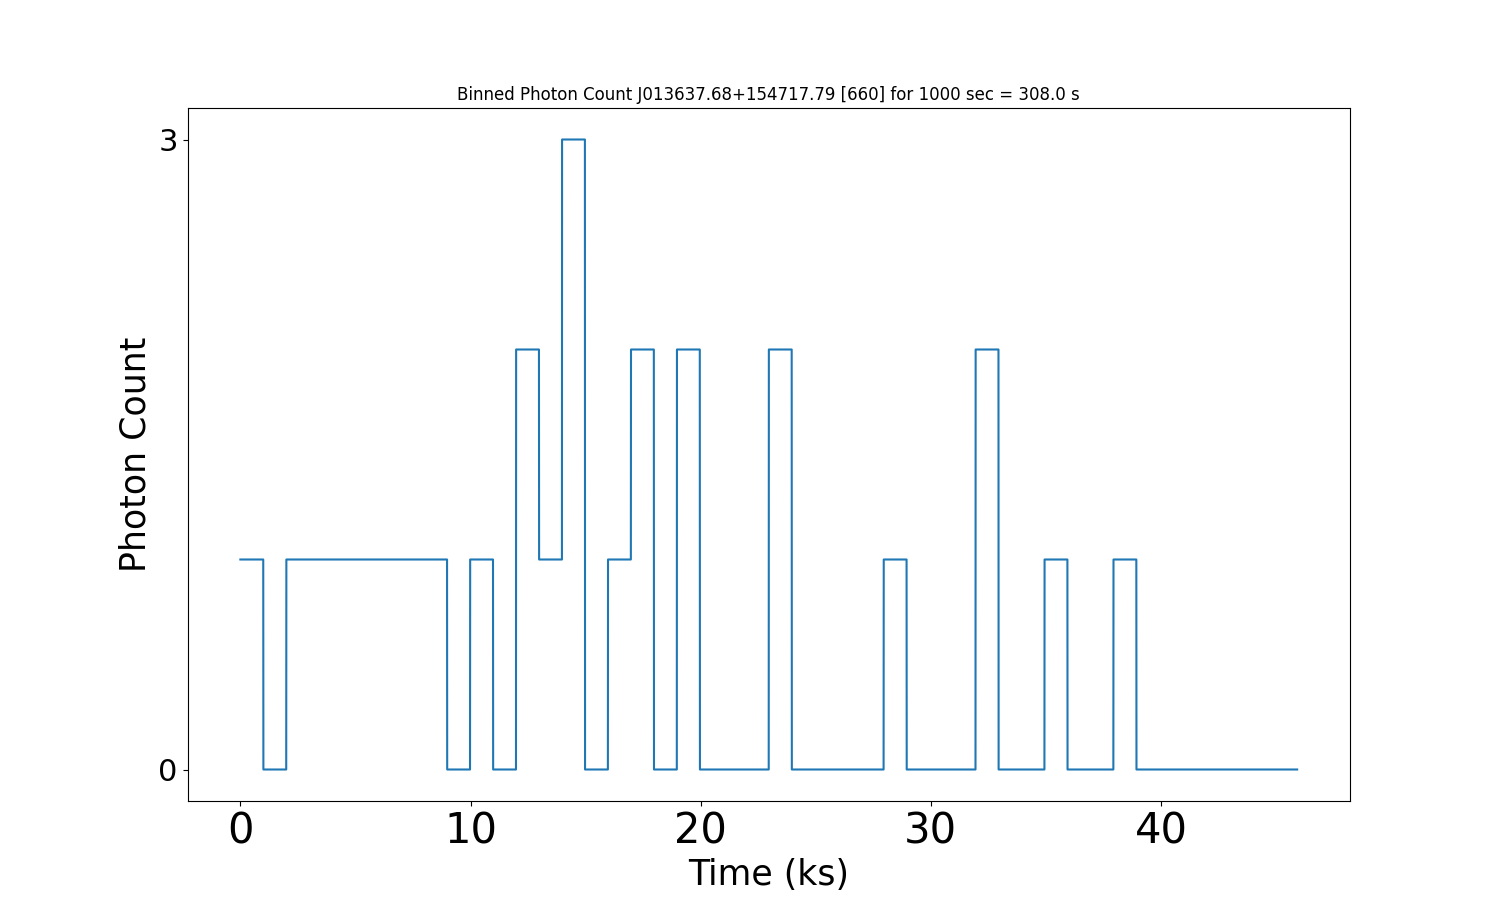 Binned Photon Count J013637.68+154717.79 [660] for 1000 sec = 308.0 s
3
Photon Count
0
0 10 20 30 40
Time (ks)